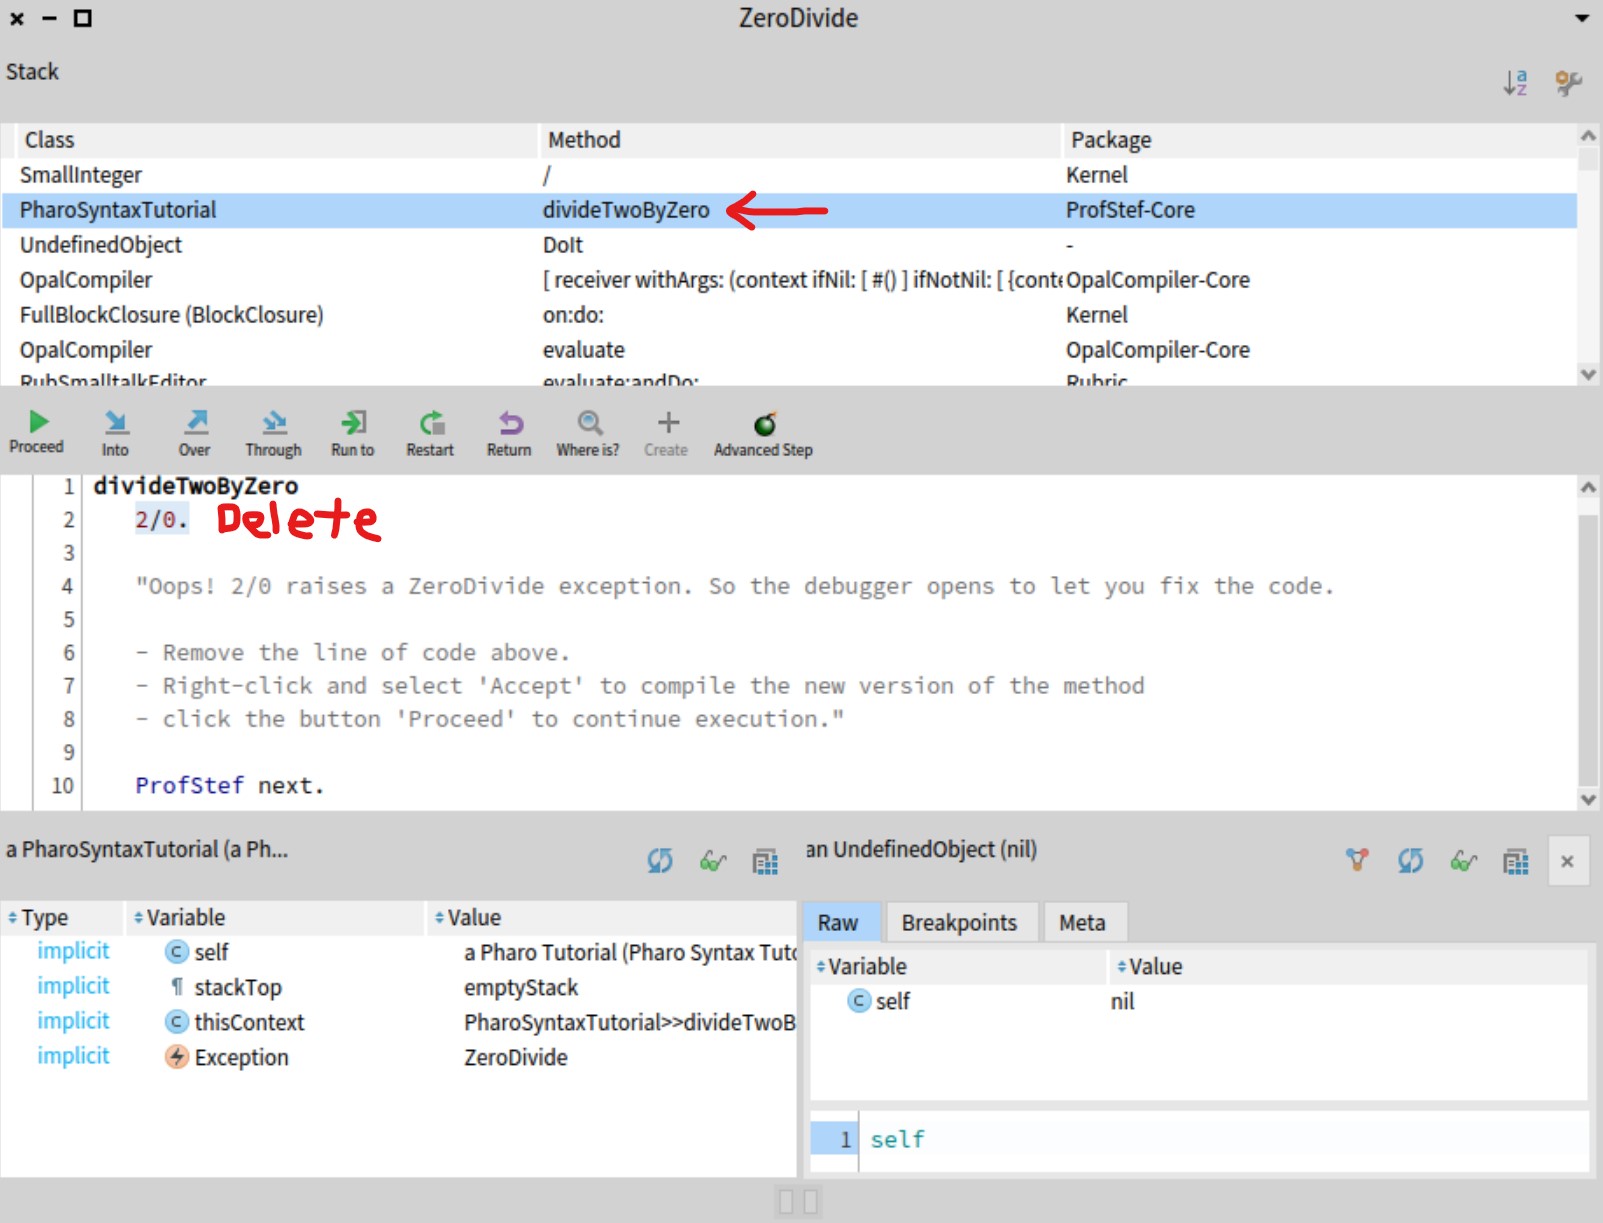 ZeroDivide
Stack
Class Method Package
SmallInteger / Kernel
PharoSyntaxTutorial divideTwoByZero ProfStef-Core
UndefinedObject DoIt -
OpalCompiler [ receiver withArgs: (context ifNil: [ #() ] ifNotNil: [ {conte OpalCompiler-Core
FullBlockClosure (BlockClosure) on:do: Kernel
OpalCompiler evaluate OpalCompiler-Core
RubSmalltalkEditor evaluate:andDo: Rubric
Proceed Into Over Through Run to Restart Return Where is? Create Advanced Step
1 divideTwoByZero
2 2/0. Delete
3
4 "Oops! 2/0 raises a ZeroDivide exception. So the debugger opens to let you fix the code.
5
6 - Remove the line of code above.
7 - Right-click and select 'Accept' to compile the new version of the method
8 - click the button 'Proceed' to continue execution."
9
10 ProfStef next.
a PharoSyntaxTutorial (a Ph...
Type Variable Value
implicit self a Pharo Tutorial (Pharo Syntax Tuto
implicit stackTop emptyStack
implicit thisContext PharoSyntaxTutorial>>divideTwoB
implicit Exception ZeroDivide
an UndefinedObject (nil)
Raw Breakpoints Meta
Variable Value
self nil
1 self